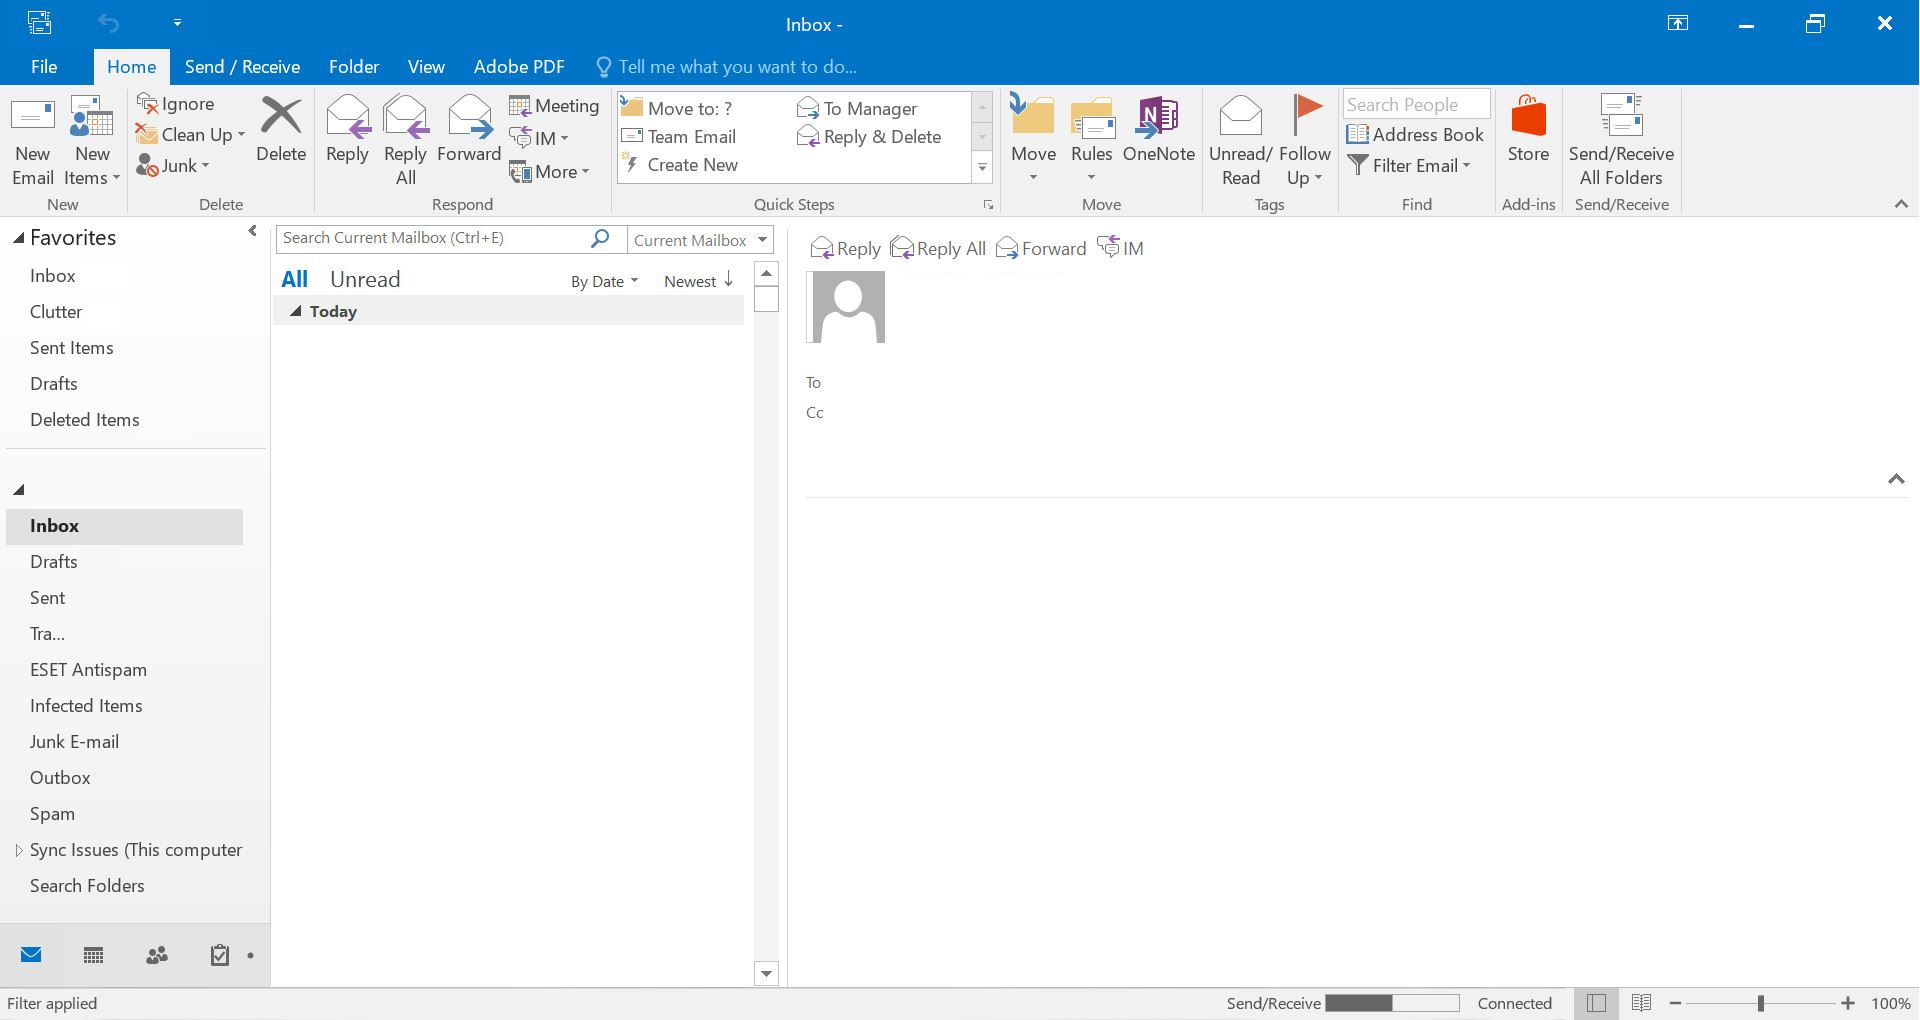 Inbox -
File Home Send / Receive Folder View Adobe PDF Tell me what you want to do...
New Email
New Items
New
Ignore
Clean Up
Junk
Delete
Delete
Reply
Reply All
Forward
Meeting
IM
More
Respond
Move to: ?
Team Email
Create New
To Manager
Reply & Delete
Quick Steps
Move
Rules
OneNote
Move
Unread/ Read
Follow Up
Tags
Search People
Address Book
Filter Email
Find
Store
Add-ins
Send/Receive All Folders
Send/Receive
Favorites
Inbox
Clutter
Sent Items
Drafts
Deleted Items
Inbox
Drafts
Sent
Tra...
ESET Antispam
Infected Items
Junk E-mail
Outbox
Spam
Sync Issues (This computer
Search Folders
Search Current Mailbox (Ctrl+E) Current Mailbox
All Unread By Date Newest
Today
Reply Reply All Forward IM
To
Cc
Filter applied Send/Receive Connected 100%